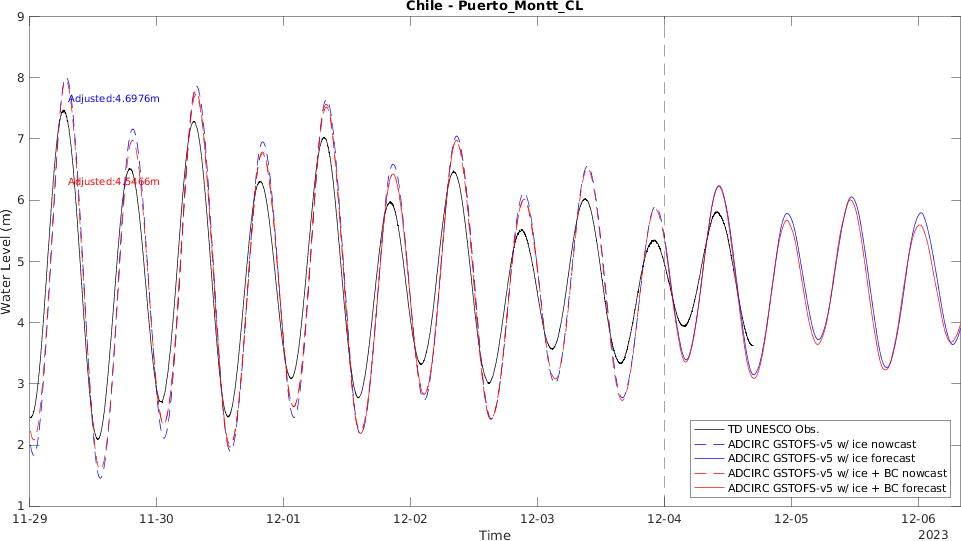 Chile - Puerto_Montt_CL
9
8
7
6
5
4
3
2
1
Water Level (m)
Adjusted:4.6976m
Adjusted:4.5466m
TD UNESCO Obs.
ADCIRC GSTOFS-v5 w/ ice nowcast
ADCIRC GSTOFS-v5 w/ ice forecast
ADCIRC GSTOFS-v5 w/ ice + BC nowcast
ADCIRC GSTOFS-v5 w/ ice + BC forecast
11-29 11-30 12-01 12-02 12-03 12-04 12-05 12-06
Time
2023